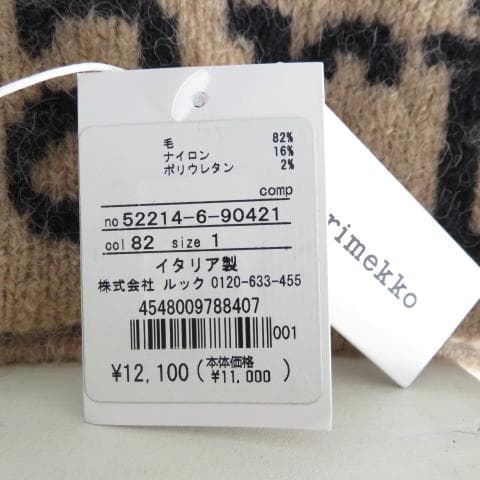 毛 82%
ナイロン 16%
ポリウレタン 2%
comp
no 52214-6-90421
col 82 size 1
イタリア製
株式会社 ルック 0120-633-455
4548009788407
001
¥12,100(本体価格 ¥11,000)
rimekko